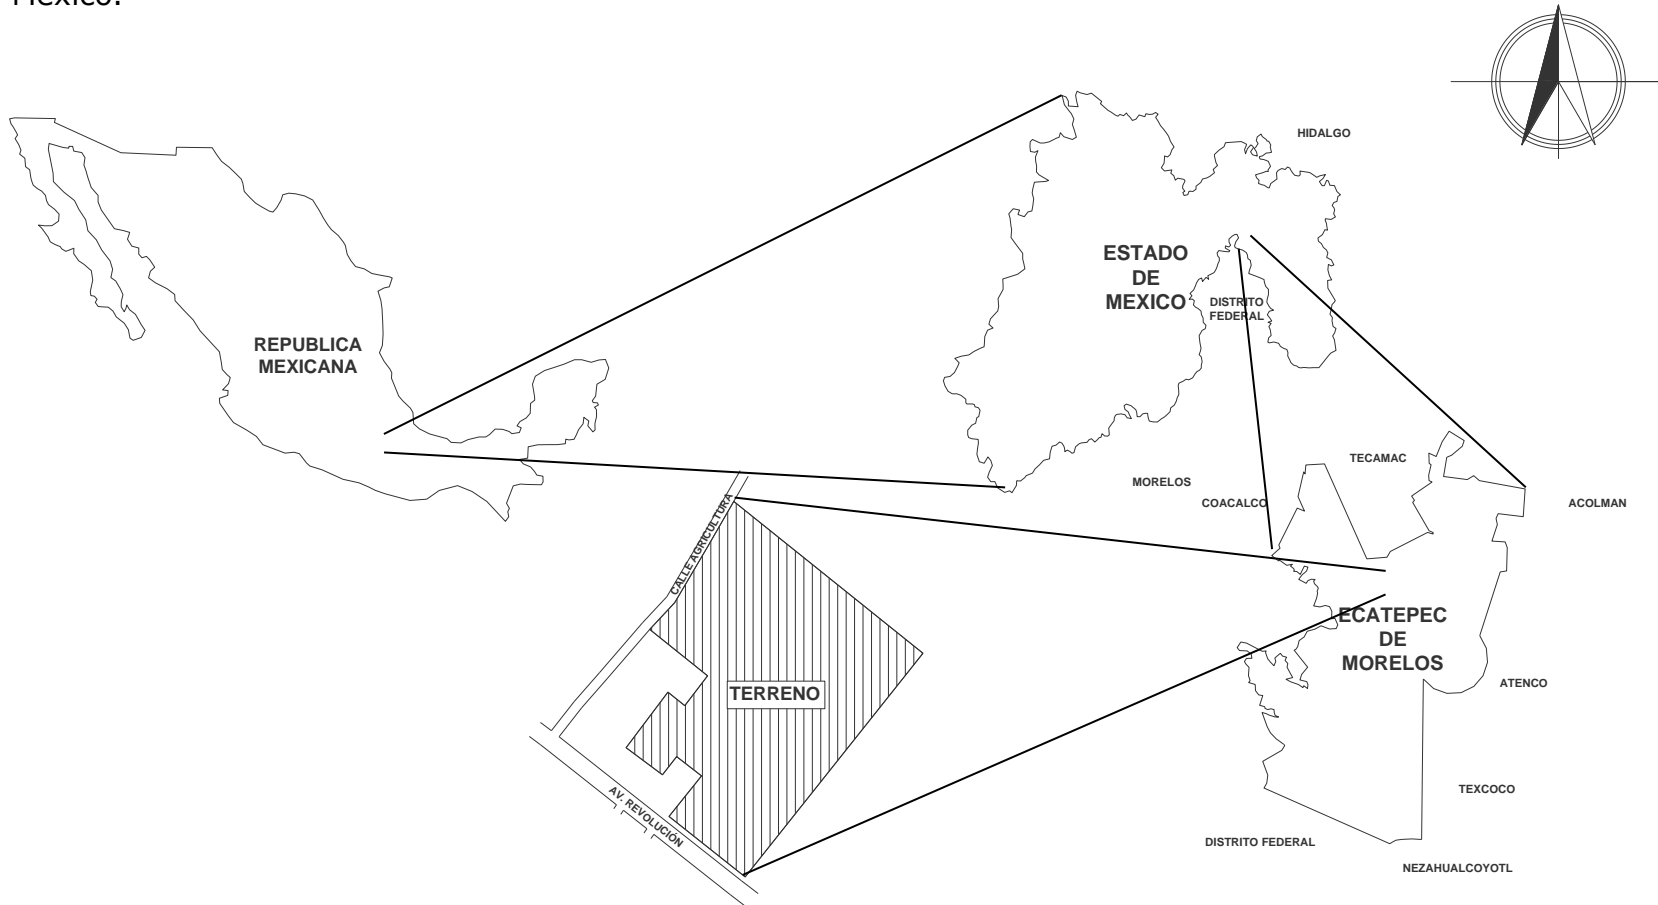 México.
HIDALGO
ESTADO
DE
MEXICO
DISTRITO
FEDERAL
REPUBLICA
MEXICANA
TECAMAC
MORELOS
COACALCO
ACOLMAN
CALLE AGRICULTURA
ECATEPEC
DE
MORELOS
TERRENO
ATENCO
TEXCOCO
AV. REVOLUCIÓN
DISTRITO FEDERAL
NEZAHUALCOYOTL